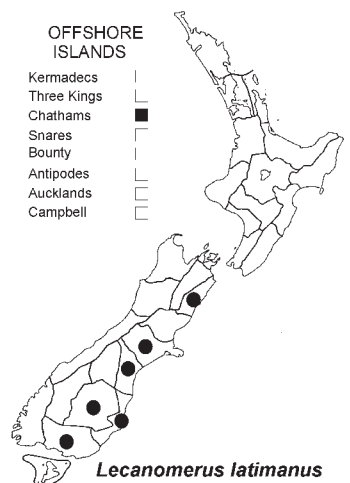 OFFSHORE
ISLANDS
Kermadecs
Three Kings
Chathams
Snares
Bounty
Antipodes
Aucklands
Campbell
Lecanomerus latimanus